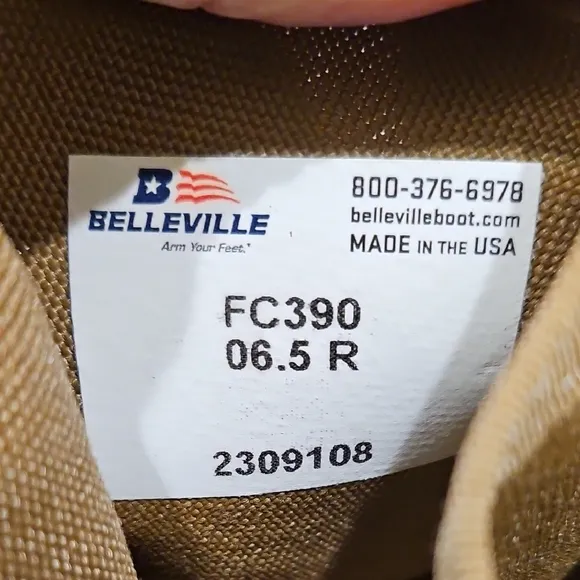 B
BELLEVILLE
Arm Your Feet.®
800-376-6978
bellevilleboot.com
MADE IN THE USA
FC390
06.5 R
2309108